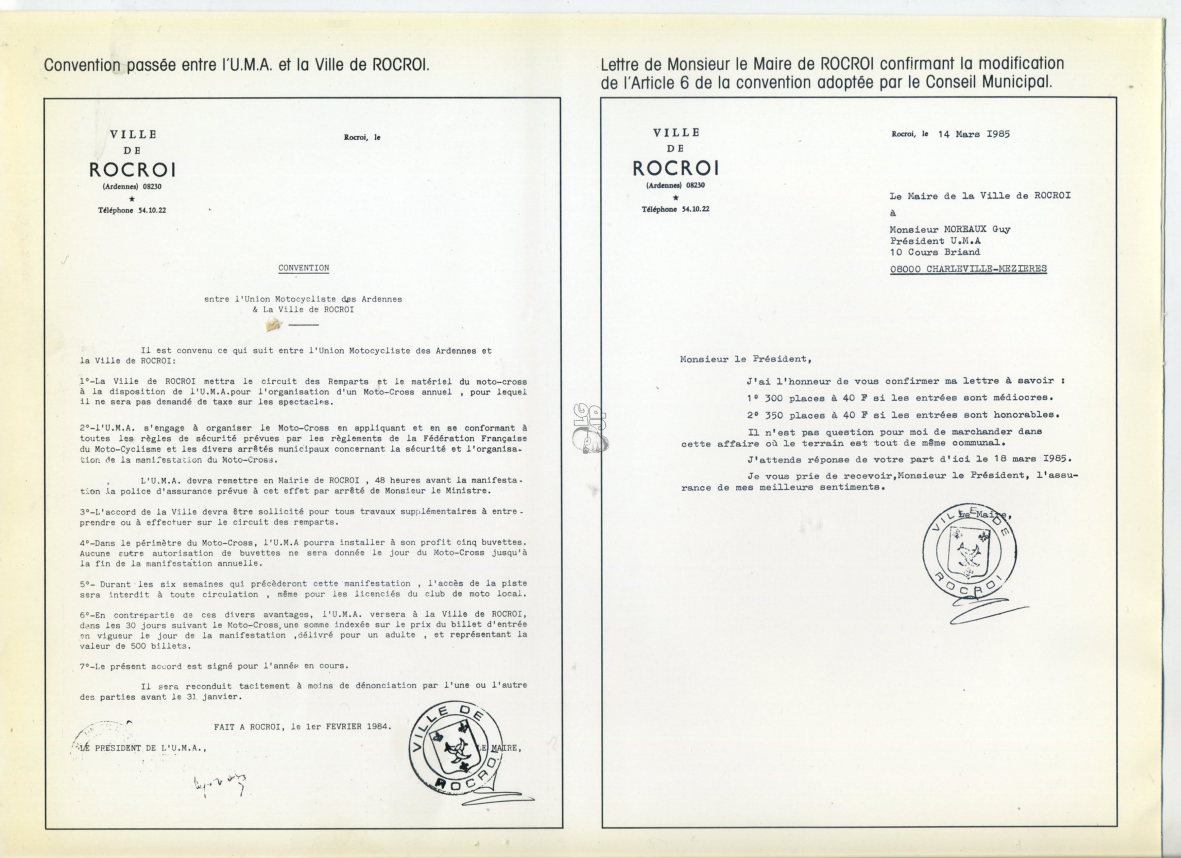 Convention passée entre l'U.M.A. et la Ville de ROCROI.
VILLE
DE
ROCROI
(Ardennes) 08230
Téléphone 54.10.22
Rocroi, le
CONVENTION
entre l'Union Motocycliste des Ardennes
& La Ville de ROCROI
Il est convenu ce qui suit entre l'Union Motocycliste des Ardennes et
la Ville de ROCROI:
1°-La Ville de ROCROI mettra le circuit des Remparts et le matériel du moto-cross
à la disposition de l'U.M.A.pour l'organisation d'un Moto-Cross annuel , pour lequel
il ne sera pas demandé de taxe sur les spectacles.
2°-l'U.M.A. s'engage à organiser le Moto-Cross en appliquant et en se conformant à
toutes les règles de sécurité prévues par les règlements de la Fédération Française
du Moto-Cyclisme et les divers arrêtés municipaux concernant la sécurité et l'organisa-
tion de la manifestation du Moto-Cross.
L'U.M.A. devra remettre en Mairie de ROCROI , 48 heures avant la manifesta-
tion la police d'assurance prévue à cet effet par arrêté de Monsieur le Ministre.
3°-L'accord de la Ville devra être sollicité pour tous travaux supplémentaires à entre-
prendre ou à effectuer sur le circuit des remparts.
4°-Dans le périmètre du Moto-Cross, l'U.M.A pourra installer à son profit cinq buvettes.
Aucune autre autorisation de buvettes ne sera donnée le jour du Moto-Cross jusqu'à
la fin de la manifestation annuelle.
5°- Durant les six semaines qui précèderont cette manifestation , l'accès de la piste
sera interdit à toute circulation , même pour les licenciés du club de moto local.
6°-En contrepartie de ces divers avantages, l'U.M.A. versera à la Ville de ROCROI,
dans les 30 jours suivant le Moto-Cross,une somme indexée sur le prix du billet d'entrée
en vigueur le jour de la manifestation ,délivré pour un adulte , et représentant la
valeur de 500 billets.
7°-Le présent accord est signé pour l'année en cours.
Il sera reconduit tacitement à moins de dénonciation par l'une ou l'autre
des parties avant le 31 janvier.
FAIT A ROCROI, le 1er FEVRIER 1984.
LE PRESIDENT DE L'U.M.A.,
LE MAIRE,
VILLE DE
ROCROI
Lettre de Monsieur le Maire de ROCROI confirmant la modification
de l'Article 6 de la convention adoptée par le Conseil Municipal.
VILLE
DE
ROCROI
(Ardennes) 08230
Téléphone 54.10.22
Rocroi, le 14 Mars 1985
Le Maire de la Ville de ROCROI
à
Monsieur MOREAUX Guy
Président U.M.A
10 Cours Briand
08000 CHARLEVILLE-MEZIERES
Monsieur le Président,
J'ai l'honneur de vous confirmer ma lettre à savoir :
1° 300 places à 40 F si les entrées sont médiocres.
2° 350 places à 40 F si les entrées sont honorables.
Il n'est pas question pour moi de marchander dans
cette affaire où le terrain est tout de même communal.
J'attends réponse de votre part d'ici le 18 mars 1985.
Je vous prie de recevoir,Monsieur le Président, l'assu-
rance de mes meilleurs sentiments.
Le Maire,
VILLE DE
ROCROI